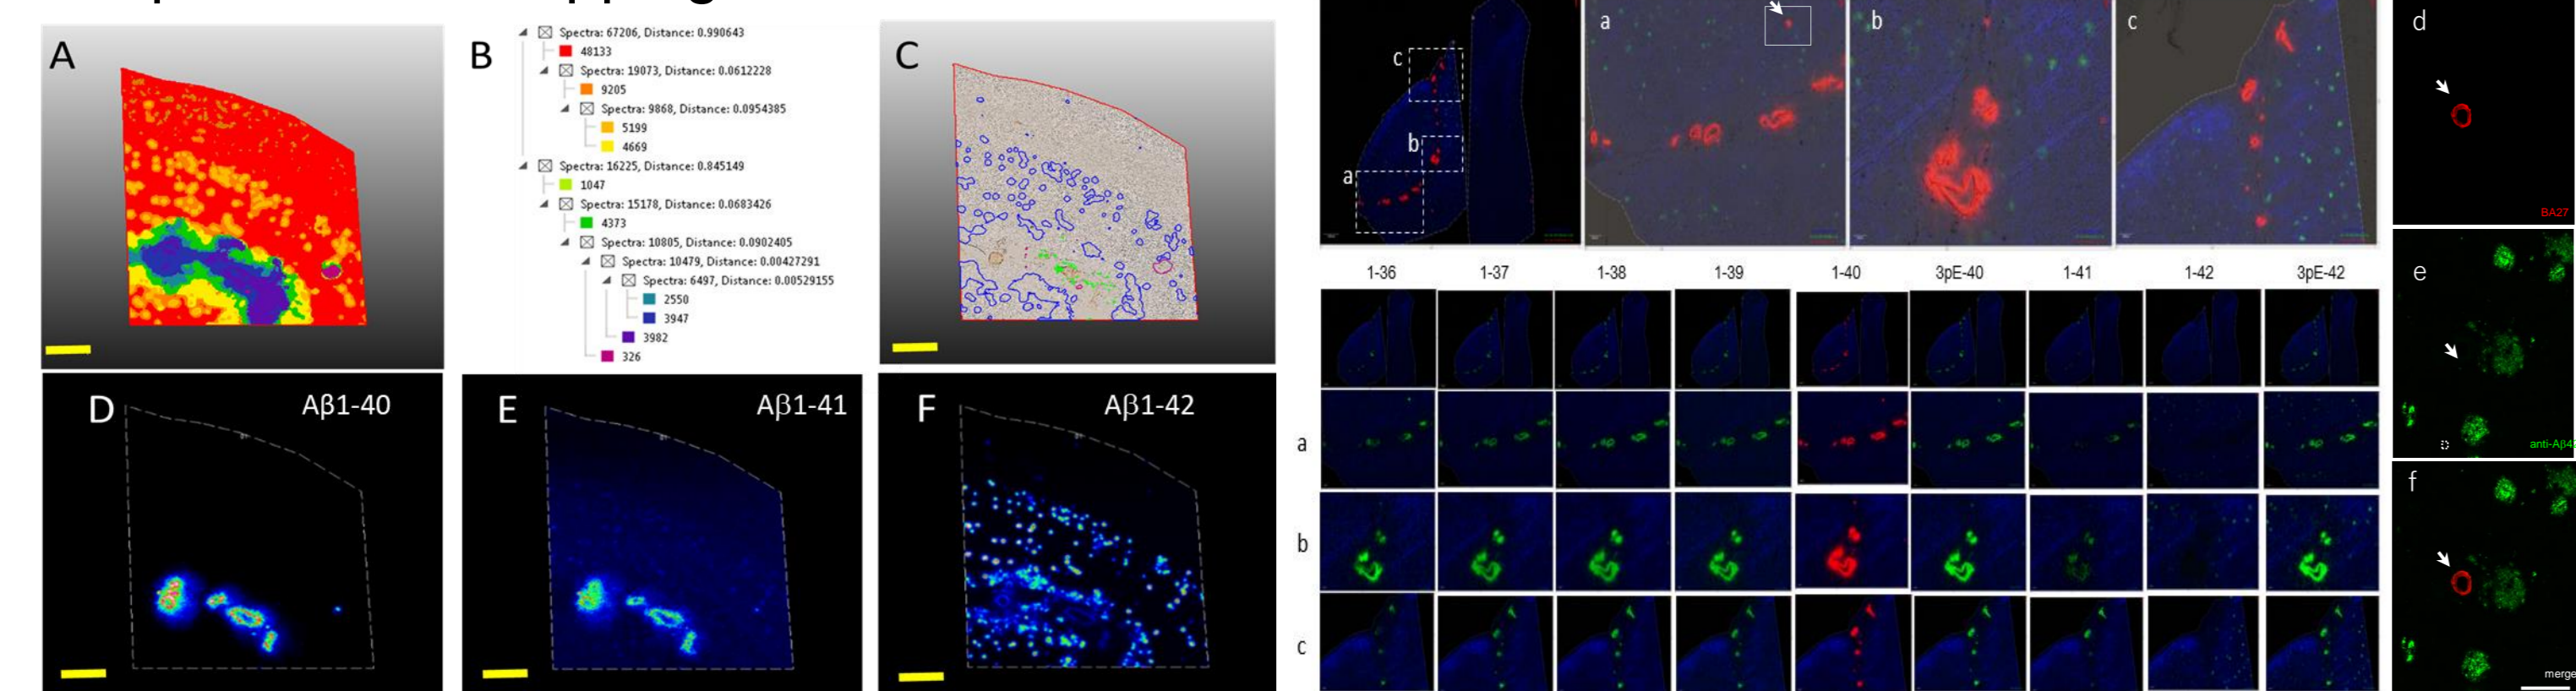 A
B
Spectra: 67206, Distance: 0.990643
48133
Spectra: 19073, Distance: 0.0612228
9205
Spectra: 9868, Distance: 0.0954385
5199
4669
Spectra: 16225, Distance: 0.845149
1047
Spectra: 15178, Distance: 0.0683426
4373
Spectra: 10805, Distance: 0.0902405
Spectra: 10479, Distance: 0.00427291
Spectra: 6497, Distance: 0.00529155
2550
3947
3982
326
C
D
Aβ1-40
E
Aβ1-41
F
Aβ1-42
c
b
a
a
b
c
1-36 1-37 1-38 1-39 1-40 3pE-40 1-41 1-42 3pE-42
a
b
c
d
BA27
e
anti-Aβ4
f
merge